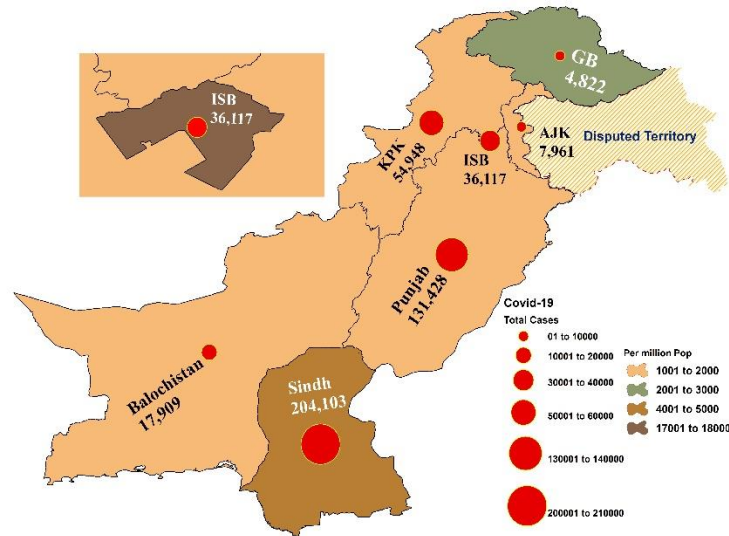 GB
4,822
ISB
36,117
KPK
54,948
ISB
36,117
AJK
7,961
Disputed Territory
Punjab
131,428
Balochistan
17,909
Sindh
204,103
Covid-19
Total Cases
01 to 10000
10001 to 20000
30001 to 40000
50001 to 60000
130001 to 140000
200001 to 210000
Per million Pop
1001 to 2000
2001 to 3000
4001 to 5000
17001 to 18000